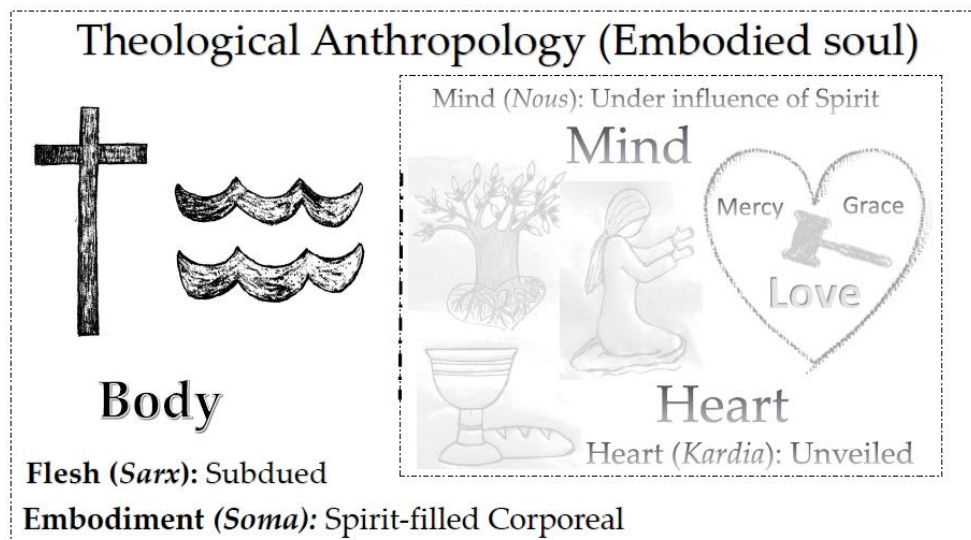 Theological Anthropology (Embodied soul)
Mind (Nous): Under influence of Spirit
Mind
Mercy Grace
Love
Body
Heart
Heart (Kardia): Unveiled
Flesh (Sarx): Subdued
Embodiment (Soma): Spirit-filled Corporeal